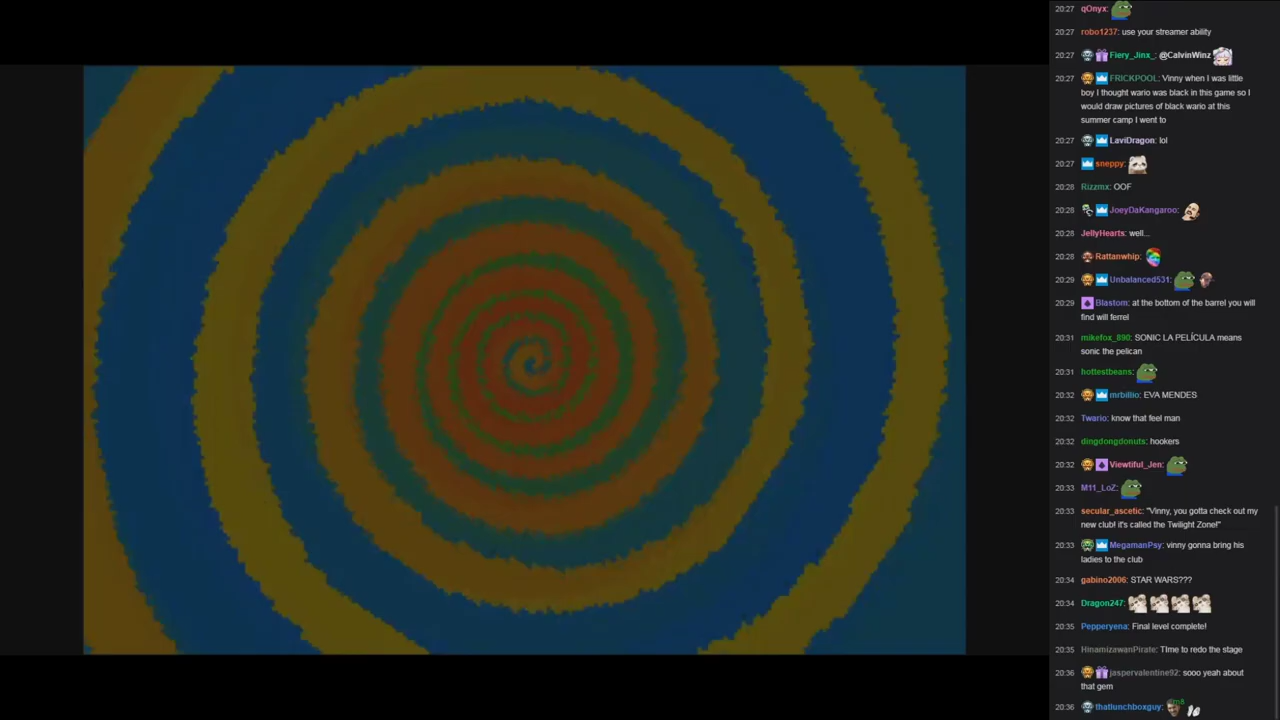 20:27 qOnyx:
20:27 robo1237: use your streamer ability
20:27 Fiery_Jinx_: @CalvinWinz
20:27 FRICKPOOL: Vinny when I was little
boy I thought wario was black in this game so I
would draw pictures of black wario at this
summer camp I went to
20:27 LaviDragon: lol
20:27 sneppy:
20:28 Rizzmx: OOF
20:28 JoeyDaKangaroo:
20:28 JellyHearts: well...
20:28 Rattanwhip:
20:29 Unbalanced531:
20:29 Blastom: at the bottom of the barrel you will
find will ferrel
20:31 mikefox_890: SONIC LA PELÍCULA means
sonic the pelican
20:31 hottestbeans:
20:32 mrbillio: EVA MENDES
20:32 Twario: know that feel man
20:32 dingdongdonuts: hookers
20:32 Viewtiful_Jen:
20:33 M11_LoZ:
20:33 secular_ascetic: "Vinny, you gotta check out my
new club! it's called the Twilight Zone!"
20:33 MegamanPsy: vinny gonna bring his
ladies to the club
20:34 gabino2006: STAR WARS???
20:34 Dragon247:
20:35 Pepperyena: Final level complete!
20:35 HinamizawanPirate: TIme to redo the stage
20:36 jaspervalentine92: sooo yeah about
that gem
20:36 thatlunchboxguy: